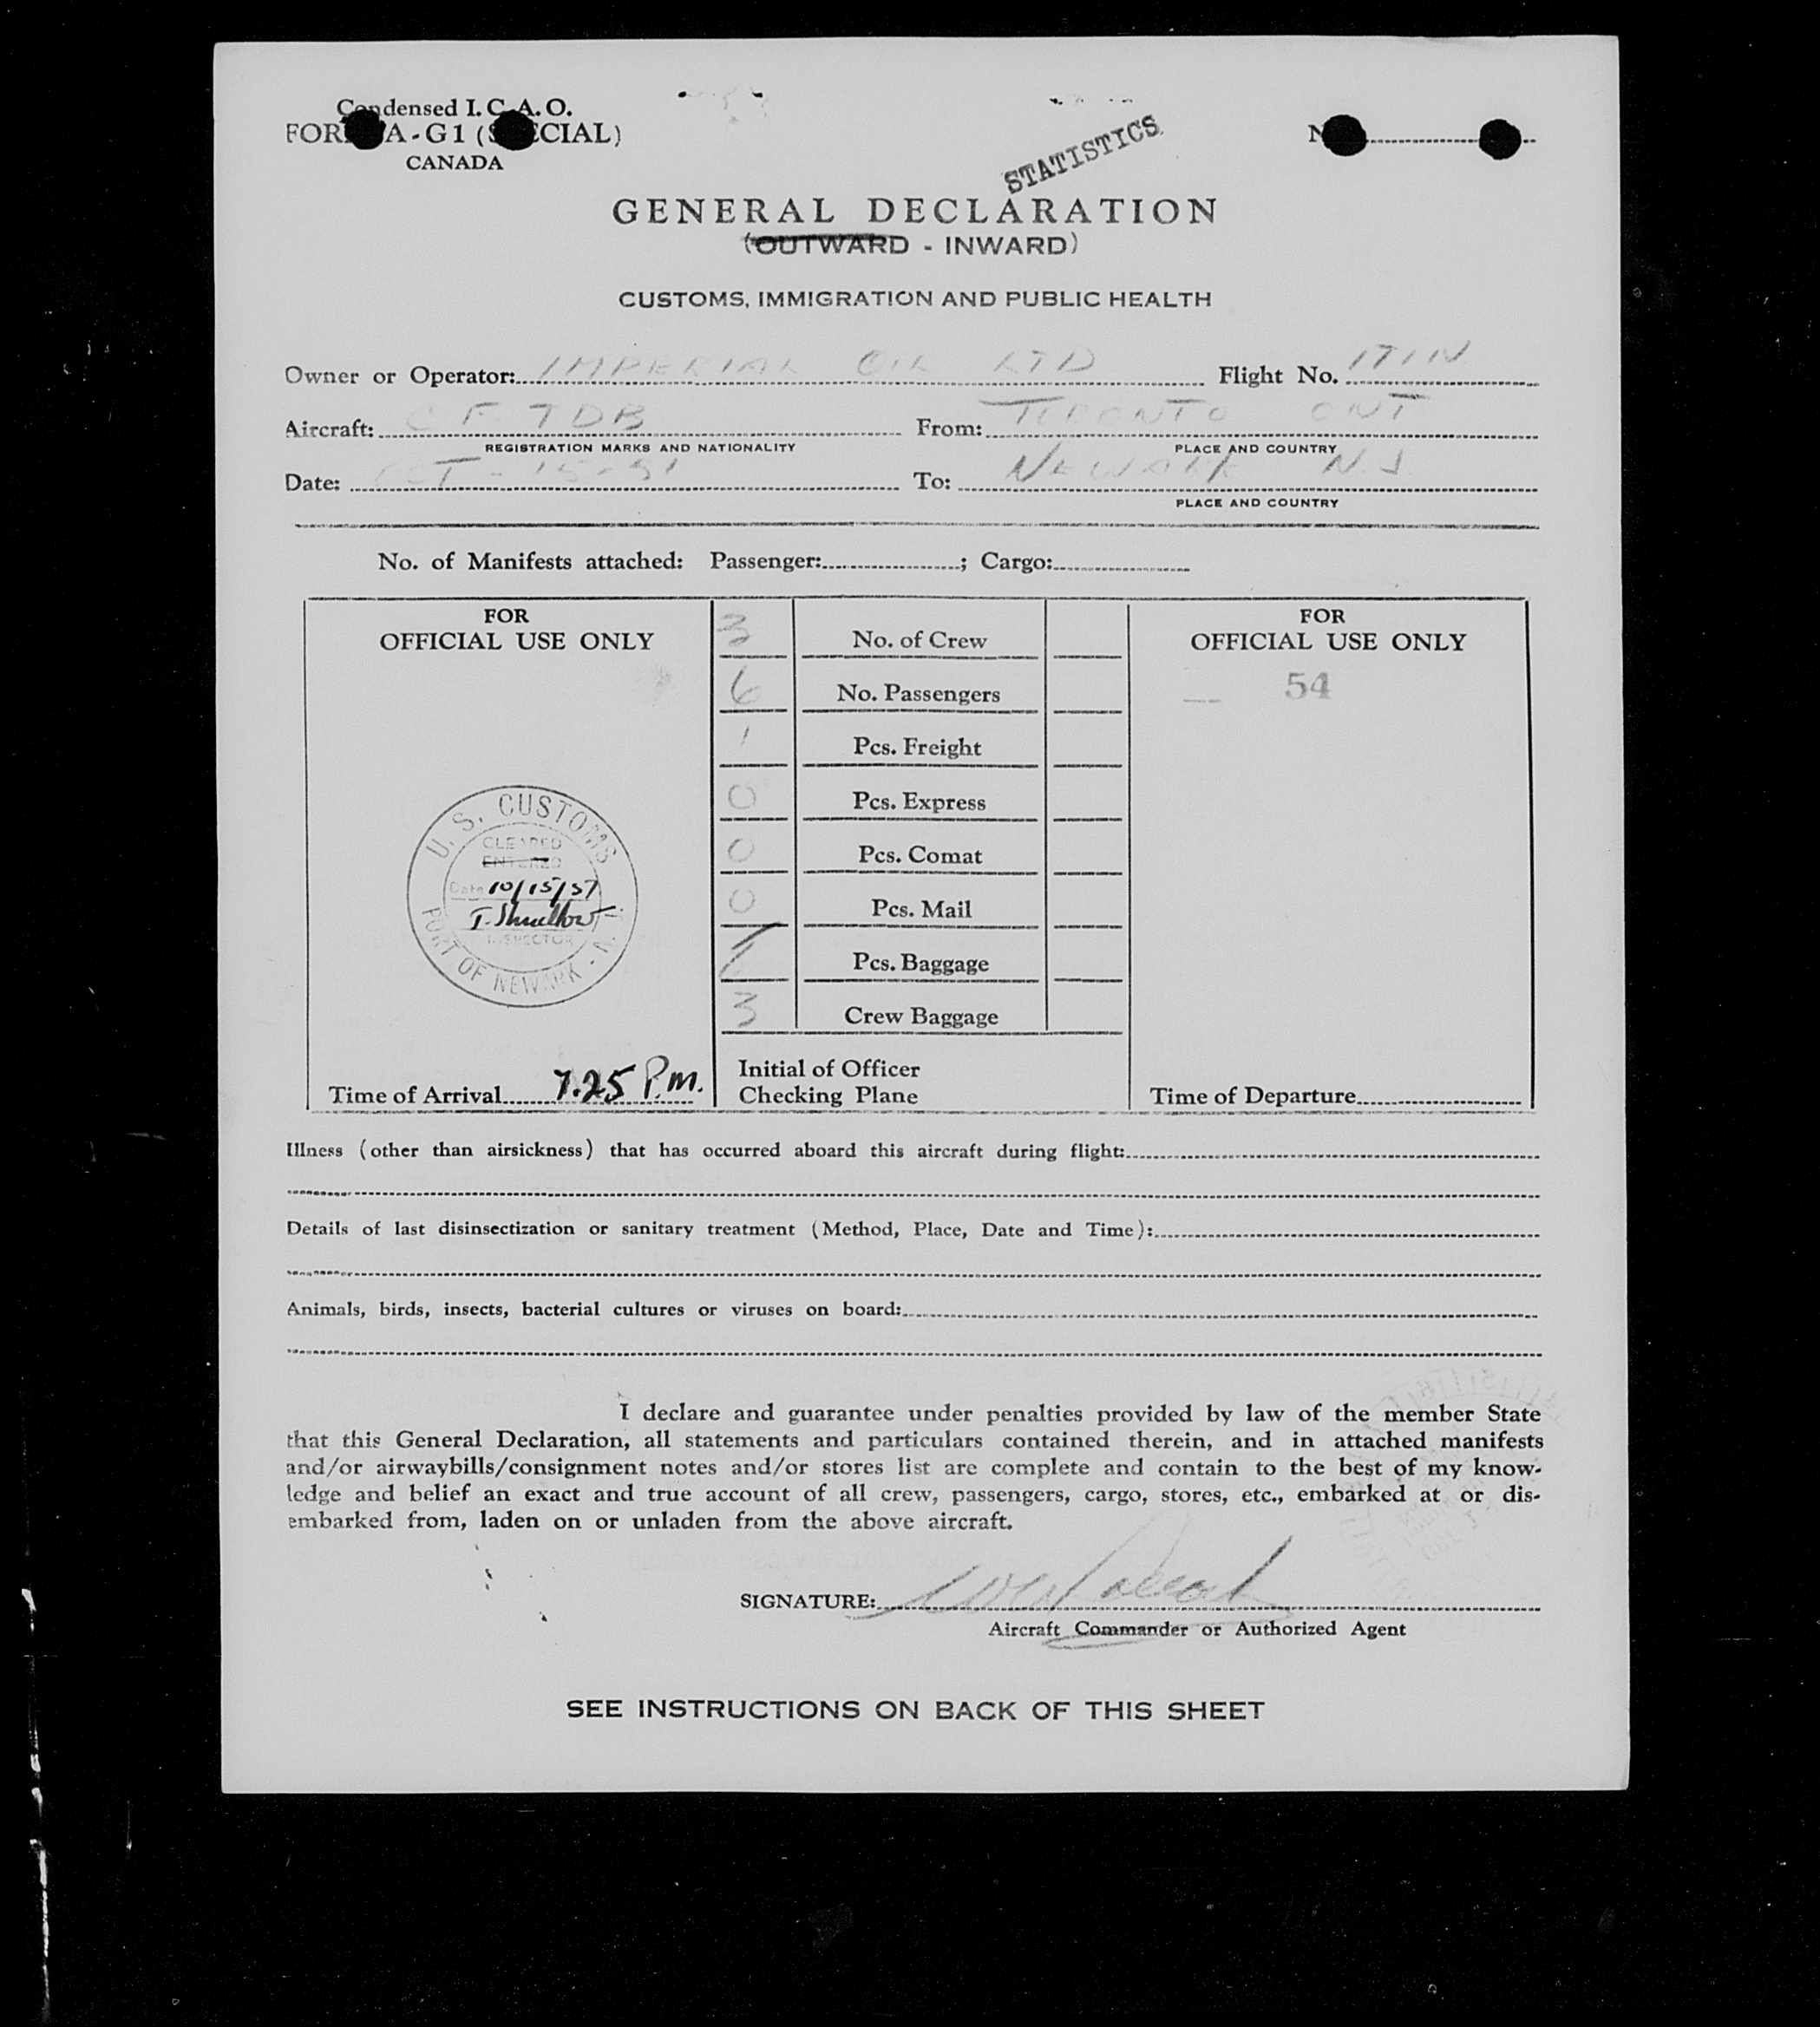 Condensed I. C. A. O.
FORM A - G1 (SPECIAL)
CANADA
STATISTICS
GENERAL DECLARATION
(OUTWARD - INWARD)
CUSTOMS, IMMIGRATION AND PUBLIC HEALTH
Owner or Operator: IMPERIAL OIL LTD Flight No. ITIN
Aircraft: CF TDB From: TORONTO ONT
REGISTRATION MARKS AND NATIONALITY PLACE AND COUNTRY
Date: OCT - 15 - 57 To: NEWARK N.J
PLACE AND COUNTRY
No. of Manifests attached: Passenger: ; Cargo:
FOR
OFFICIAL USE ONLY
3 No. of Crew
6 No. Passengers
1 Pcs. Freight
0 Pcs. Express
0 Pcs. Comat
0 Pcs. Mail
Pcs. Baggage
3 Crew Baggage
FOR
OFFICIAL USE ONLY
54
U. S. CUSTOMS
CLEARED
ENTERED
Date 10/15/57
INSPECTOR
PORT OF NEWARK - N.J.
Time of Arrival 7.25 P.m.
Initial of Officer
Checking Plane
Time of Departure
Illness (other than airsickness) that has occurred aboard this aircraft during flight:
Details of last disinsectization or sanitary treatment (Method, Place, Date and Time):
Animals, birds, insects, bacterial cultures or viruses on board:
I declare and guarantee under penalties provided by law of the member State
that this General Declaration, all statements and particulars contained therein, and in attached manifests
and/or airwaybills/consignment notes and/or stores list are complete and contain to the best of my know-
ledge and belief an exact and true account of all crew, passengers, cargo, stores, etc., embarked at or dis-
embarked from, laden on or unladen from the above aircraft.
SIGNATURE:
Aircraft Commander or Authorized Agent
SEE INSTRUCTIONS ON BACK OF THIS SHEET